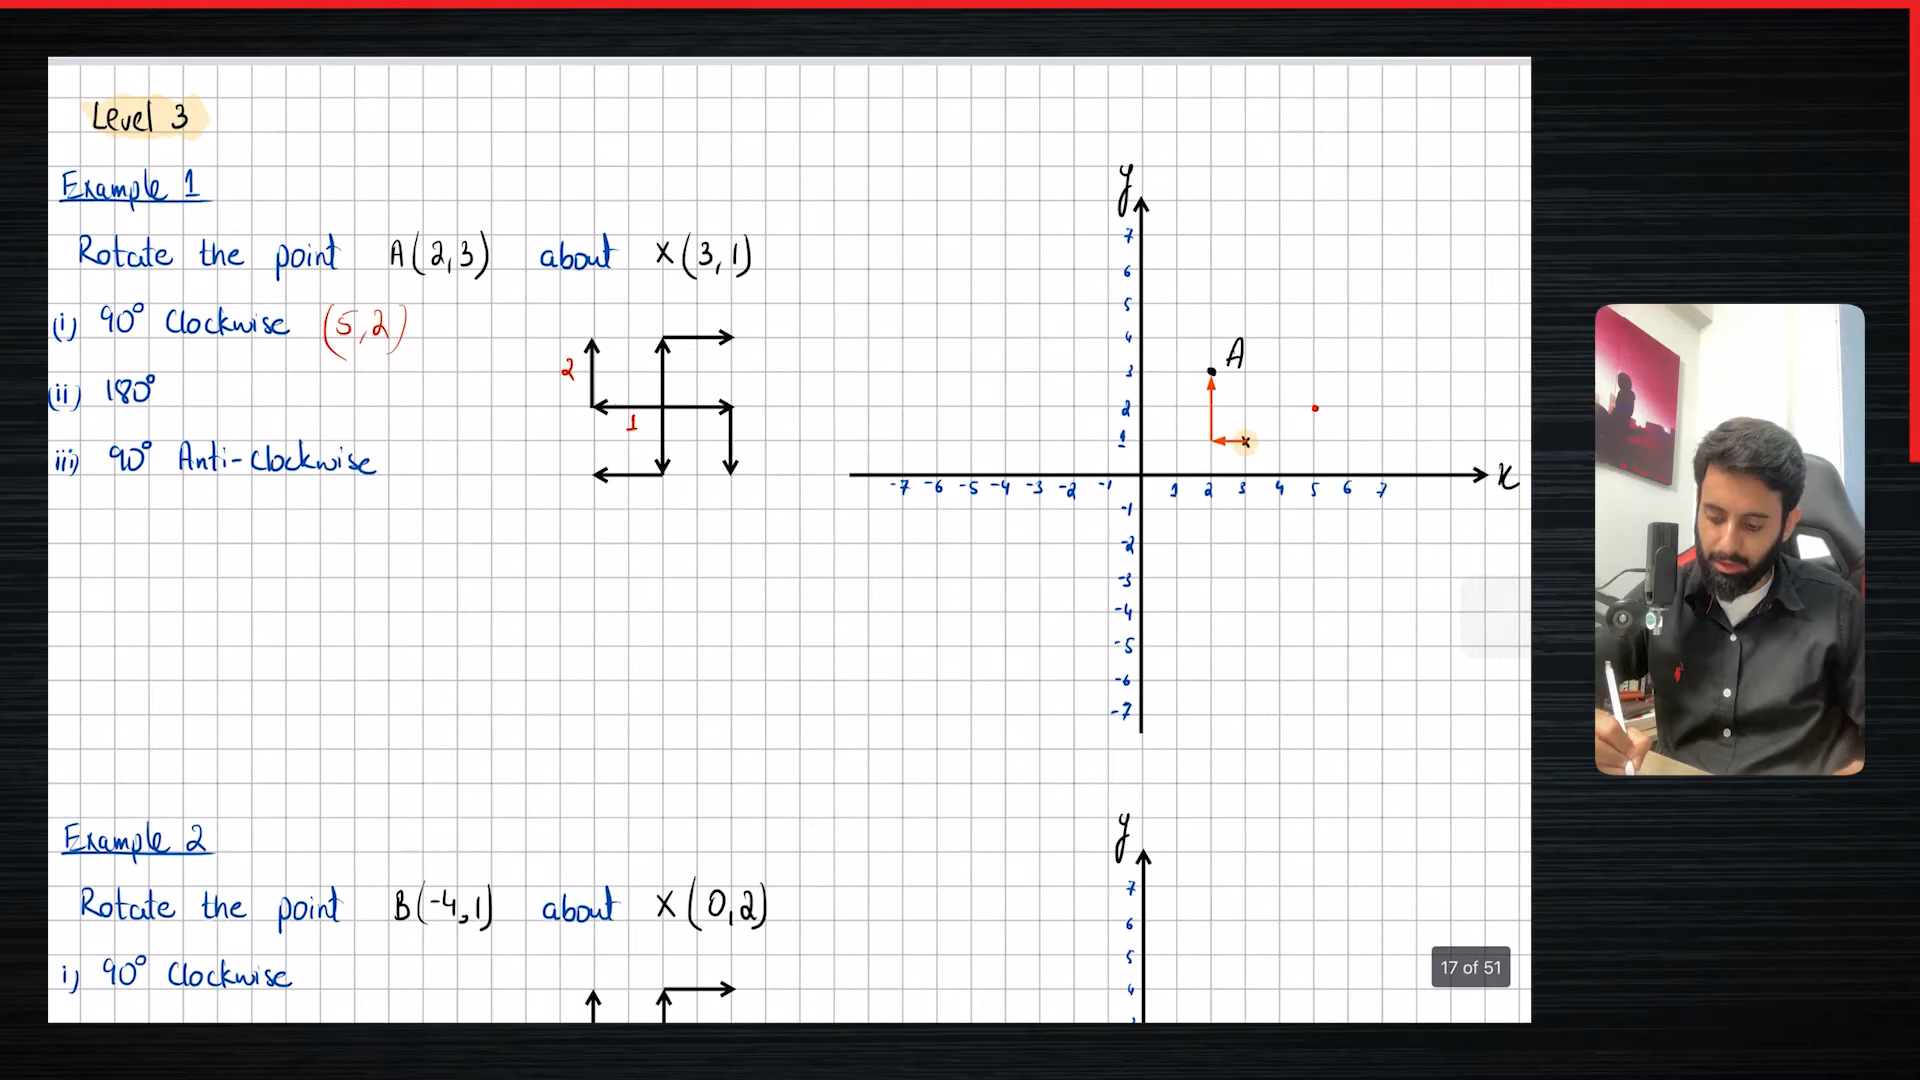 Level 3
Example 1
Rotate the point A(2,3) about X(3,1)
(i) 90° Clockwise (5,2)
(ii) 180°
iii) 90° Anti-clockwise
2
1
y
7
6
5
4
3
2
1
A
x
-7 -6 -5 -4 -3 -2 -1 1 2 3 4 5 6 7
x
-1
-2
-3
-4
-5
-6
-7
Example 2
Rotate the point B(-4,1) about X(0,2)
i) 90° Clockwise
y
7
6
5
4
3
17 of 51